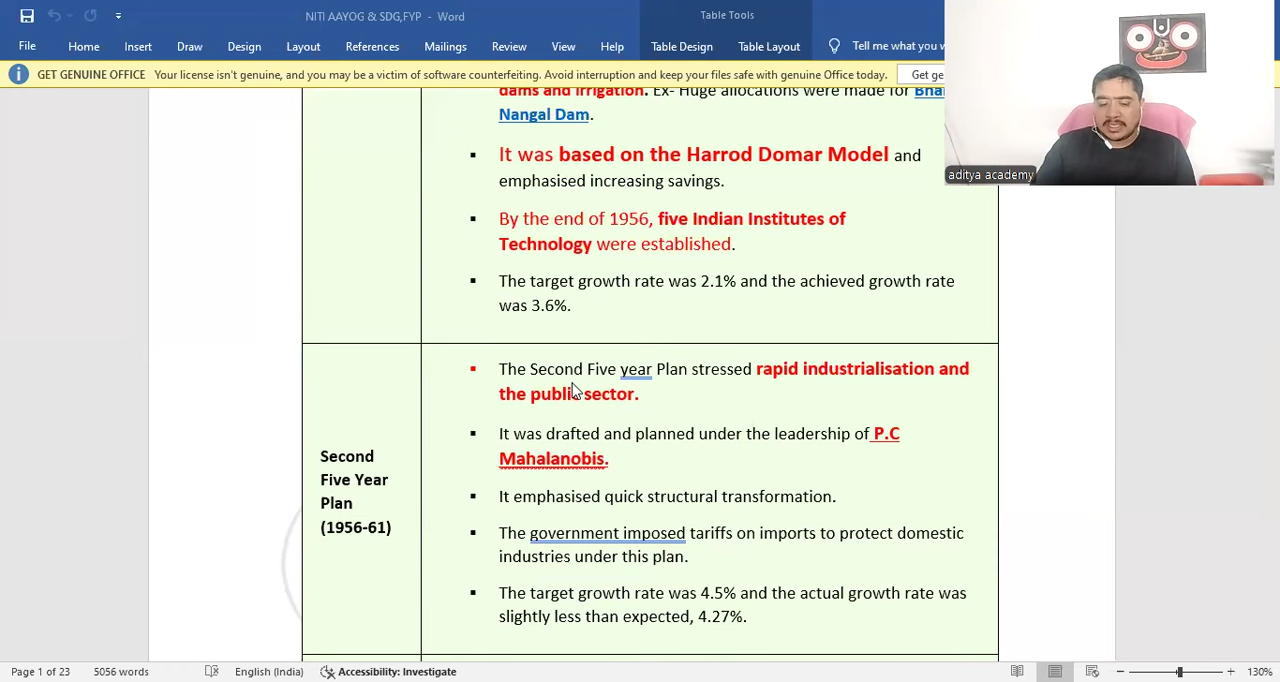 NITI AAYOG & SDG,FYP - Word
Table Tools
File Home Insert Draw Design Layout References Mailings Review View Help Table Design Table Layout Tell me what you
GET GENUINE OFFICE Your license isn't genuine, and you may be a victim of software counterfeiting. Avoid interruption and keep your files safe with genuine Office today. Get ge
dams and irrigation. Ex- Huge allocations were made for
Nangal Dam.
▪ It was based on the Harrod Domar Model and
emphasised increasing savings.
▪ By the end of 1956, five Indian Institutes of
Technology were established.
▪ The target growth rate was 2.1% and the achieved growth rate
was 3.6%.
Second
Five Year
Plan
(1956-61)
▪ The Second Five year Plan stressed rapid industrialisation and
the public sector.
▪ It was drafted and planned under the leadership of P.C
Mahalanobis.
▪ It emphasised quick structural transformation.
▪ The government imposed tariffs on imports to protect domestic
industries under this plan.
▪ The target growth rate was 4.5% and the actual growth rate was
slightly less than expected, 4.27%.
aditya academy
Page 1 of 23 5056 words English (India) Accessibility: Investigate 130%